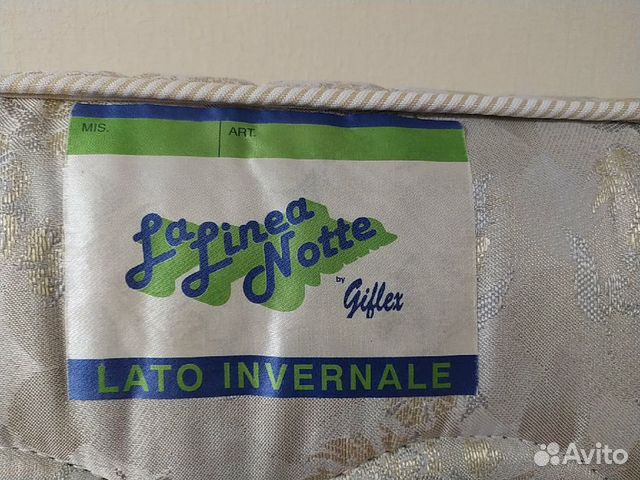 MIS. ART.
La Linea
Notte
by Giflex
LATO INVERNALE
Avito